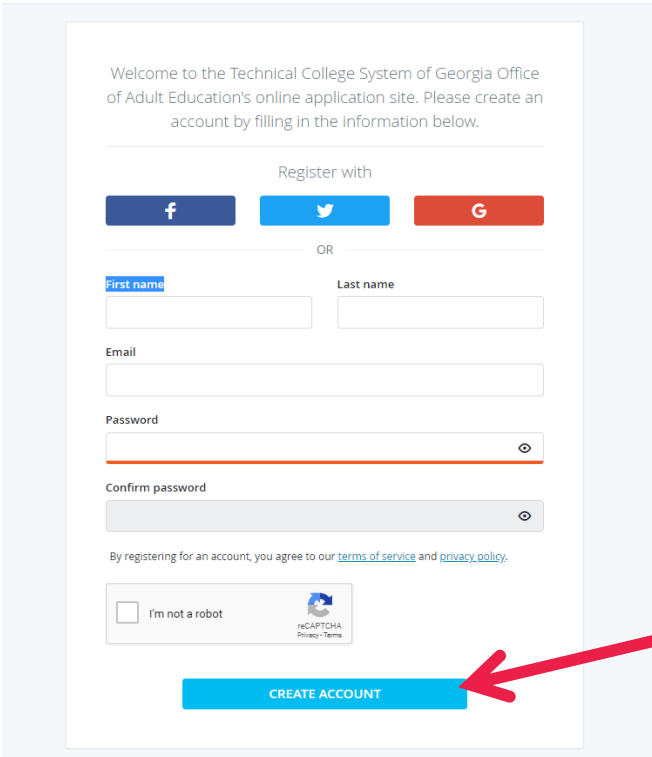 Welcome to the Technical College System of Georgia Office
of Adult Education's online application site. Please create an
account by filling in the information below.
Register with
f
G
OR
First name Last name
Email
Password
Confirm password
By registering for an account, you agree to our terms of service and privacy policy.
I'm not a robot
reCAPTCHA
Privacy - Terms
CREATE ACCOUNT